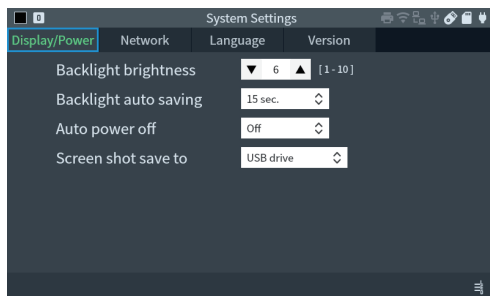 0 System Settings
Display/Power Network Language Version
Backlight brightness ▼ 6 ▲ [1-10]
Backlight auto saving 15 sec.
Auto power off Off
Screen shot save to USB drive